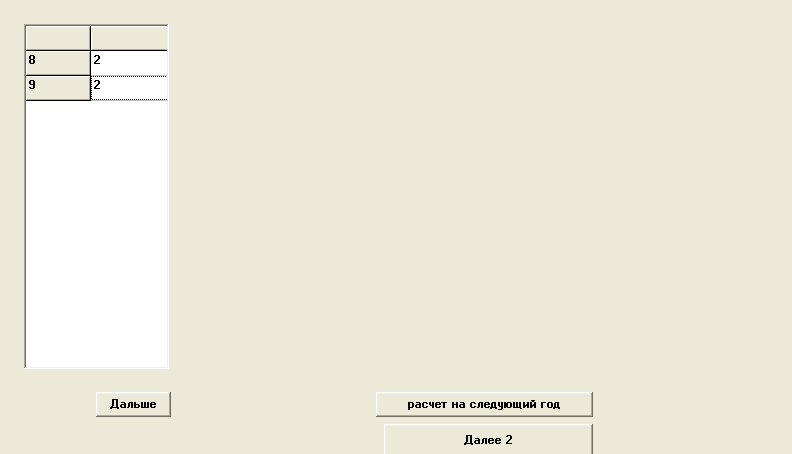 8 2
9 2
Дальше
расчет на следующий год
Далее 2